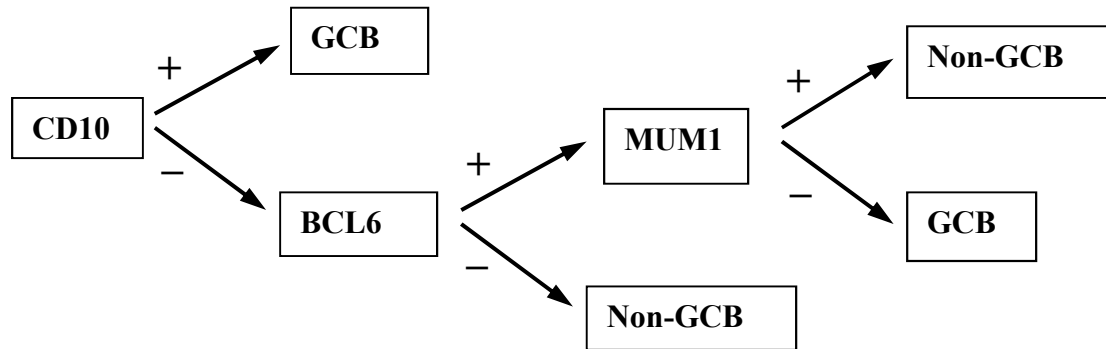 GCB
Non-GCB
+
+
CD10
MUM1
+
−
−
BCL6
GCB
−
Non-GCB